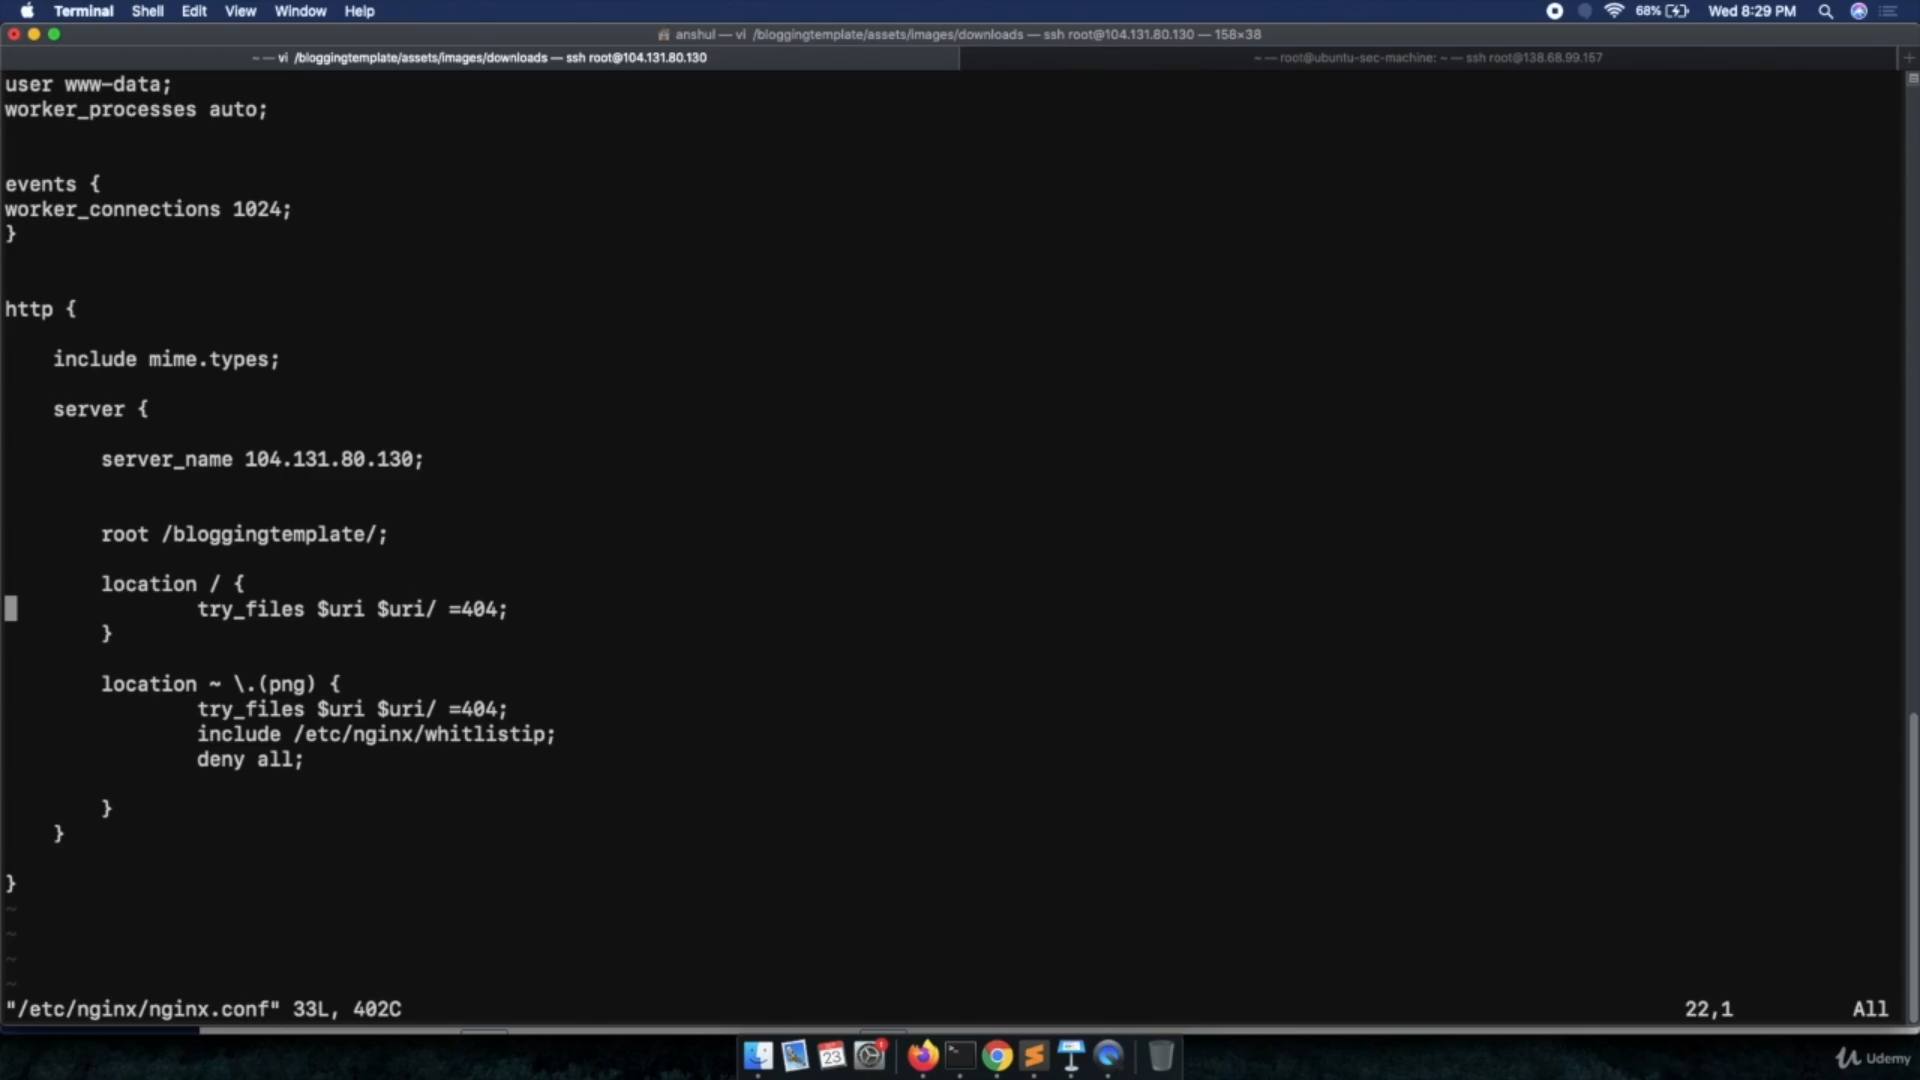 Terminal Shell Edit View Window Help 68% Wed 8:29 PM
anshul — vi /bloggingtemplate/assets/images/downloads — ssh root@104.131.80.130 — 158×38
~ — vi /bloggingtemplate/assets/images/downloads — ssh root@104.131.80.130 ~ — root@ubuntu-sec-machine: ~ — ssh root@138.68.99.157 +
user www-data;
worker_processes auto;
events {
worker_connections 1024;
}
http {
include mime.types;
server {
server_name 104.131.80.130;
root /bloggingtemplate/;
location / {
try_files $uri $uri/ =404;
}
location ~ \.(png) {
try_files $uri $uri/ =404;
include /etc/nginx/whitlistip;
deny all;
}
}
}
~
~
~
~
"/etc/nginx/nginx.conf" 33L, 402C 22,1 All
23
Udemy